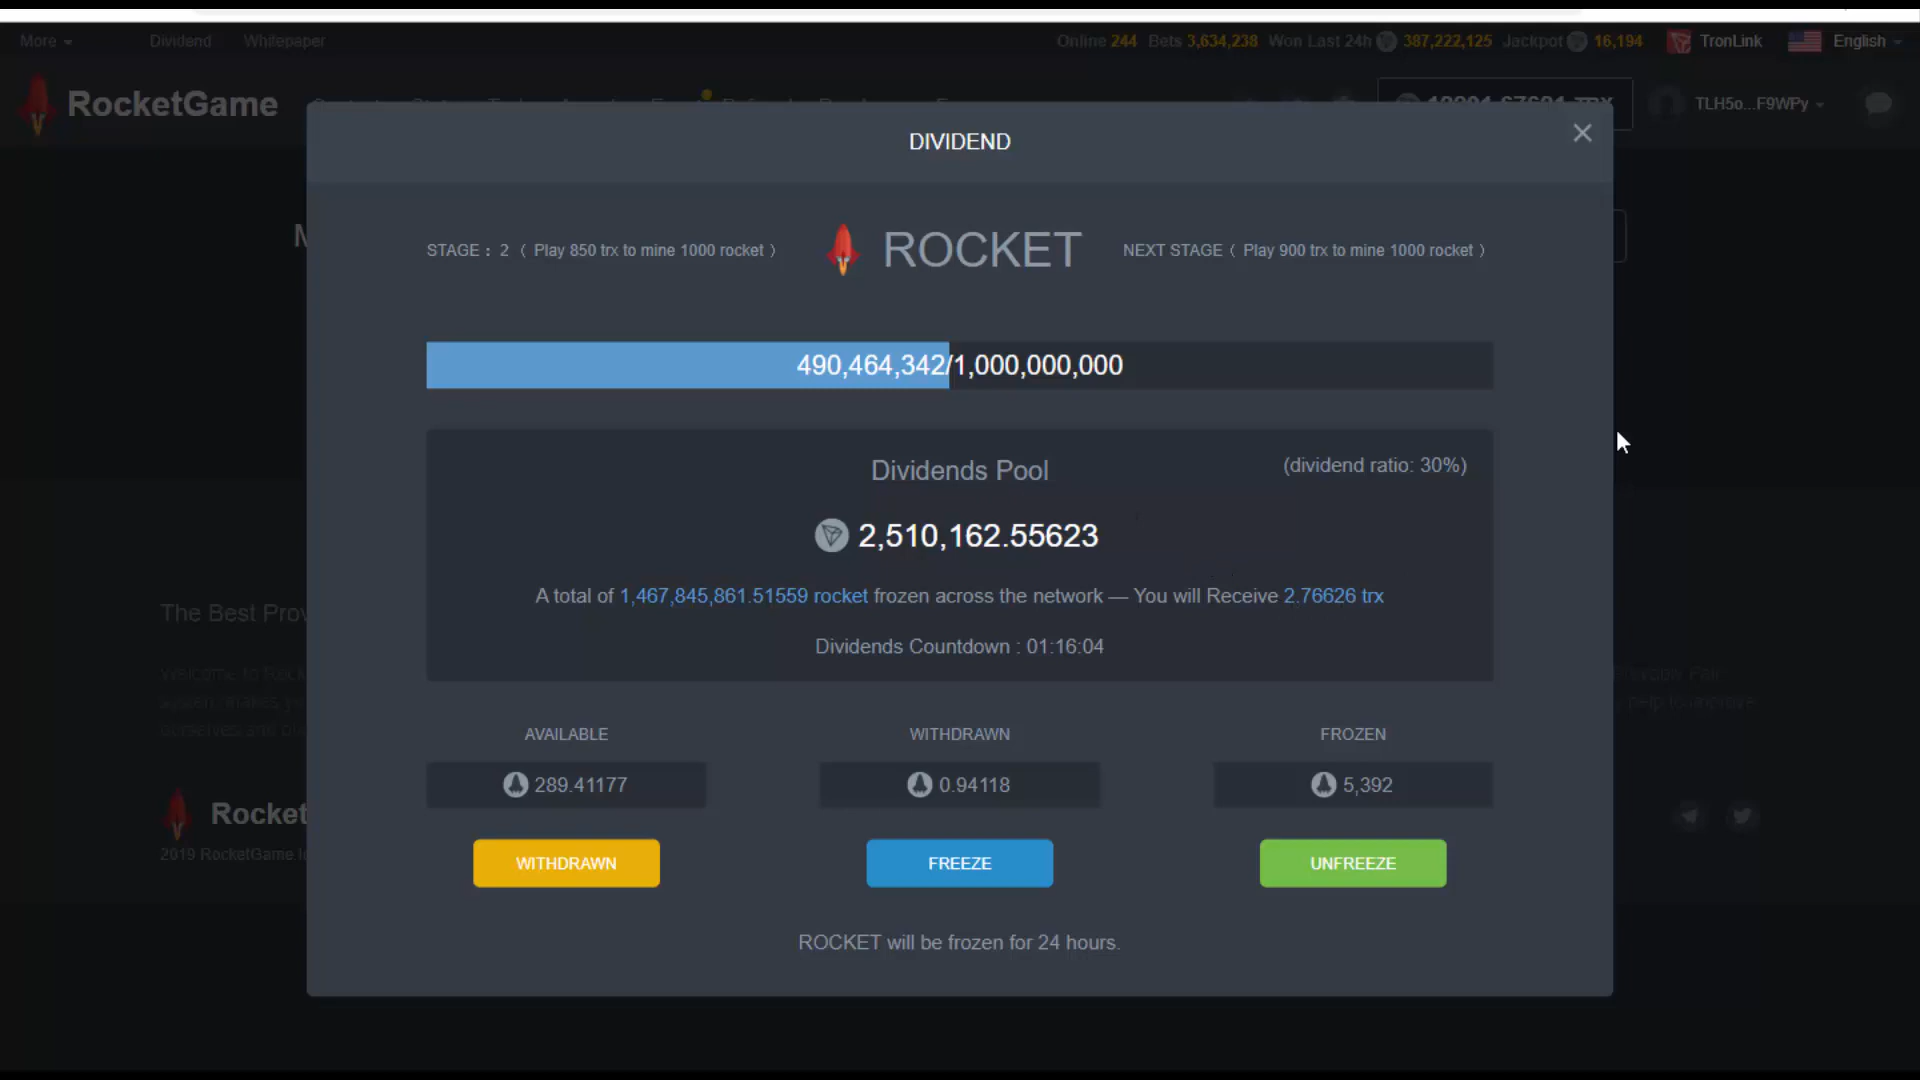 More
Dividend
Whitepaper
Online 244 Bets 3,634,238 Won Last 24h 387,222,125 Jackpot 16,194
TronLink
English
RocketGame
TLH5o...F9WPy
DIVIDEND
STAGE : 2 ( Play 850 trx to mine 1000 rocket )
ROCKET
NEXT STAGE ( Play 900 trx to mine 1000 rocket )
490,464,342/1,000,000,000
Dividends Pool
(dividend ratio: 30%)
2,510,162.55623
A total of 1,467,845,861.51559 rocket frozen across the network — You will Receive 2.76626 trx
Dividends Countdown : 01:16:04
The Best
AVAILABLE
WITHDRAWN
FROZEN
289.41177
0.94118
5,392
Rocket
2019 RocketGame
WITHDRAWN
FREEZE
UNFREEZE
ROCKET will be frozen for 24 hours.